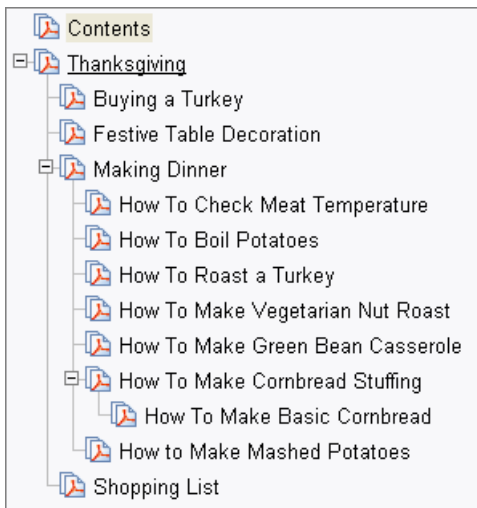 Contents
Thanksgiving
Buying a Turkey
Festive Table Decoration
Making Dinner
How To Check Meat Temperature
How To Boil Potatoes
How To Roast a Turkey
How To Make Vegetarian Nut Roast
How To Make Green Bean Casserole
How To Make Cornbread Stuffing
How To Make Basic Cornbread
How to Make Mashed Potatoes
Shopping List